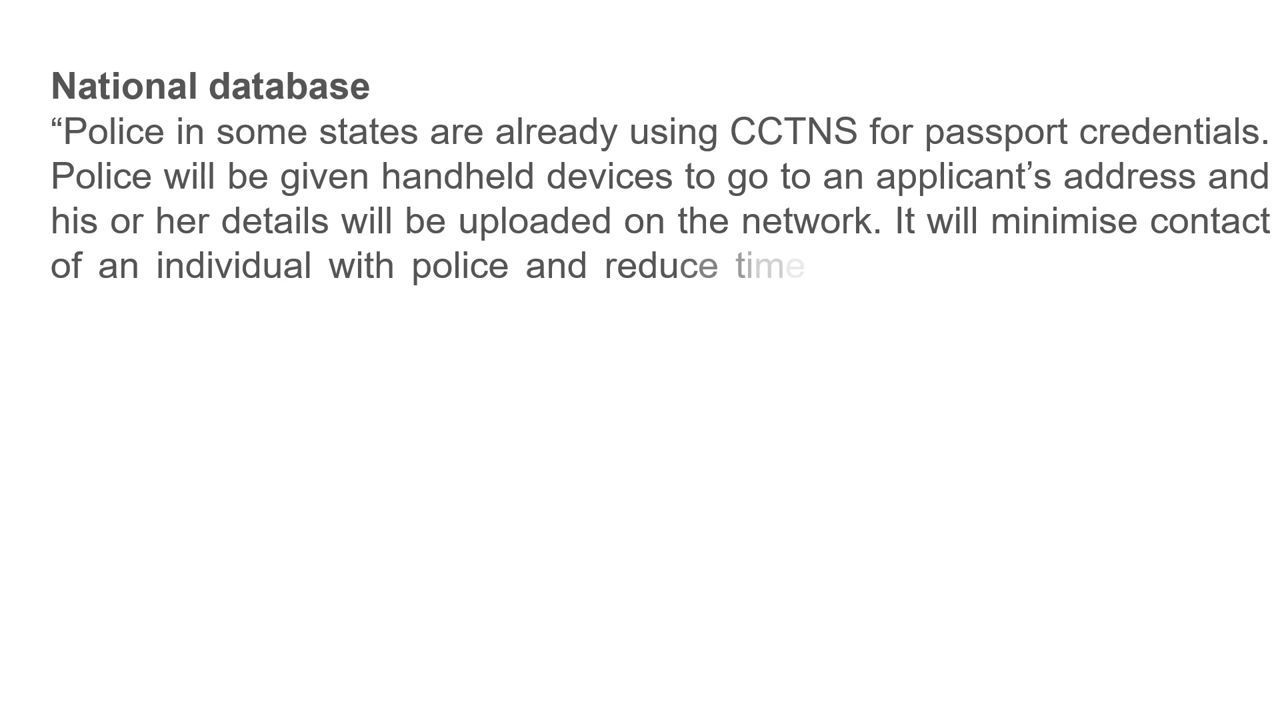 National database
“Police in some states are already using CCTNS for passport credentials.
Police will be given handheld devices to go to an applicant’s address and
his or her details will be uploaded on the network. It will minimise contact
of an individual with police and reduce time